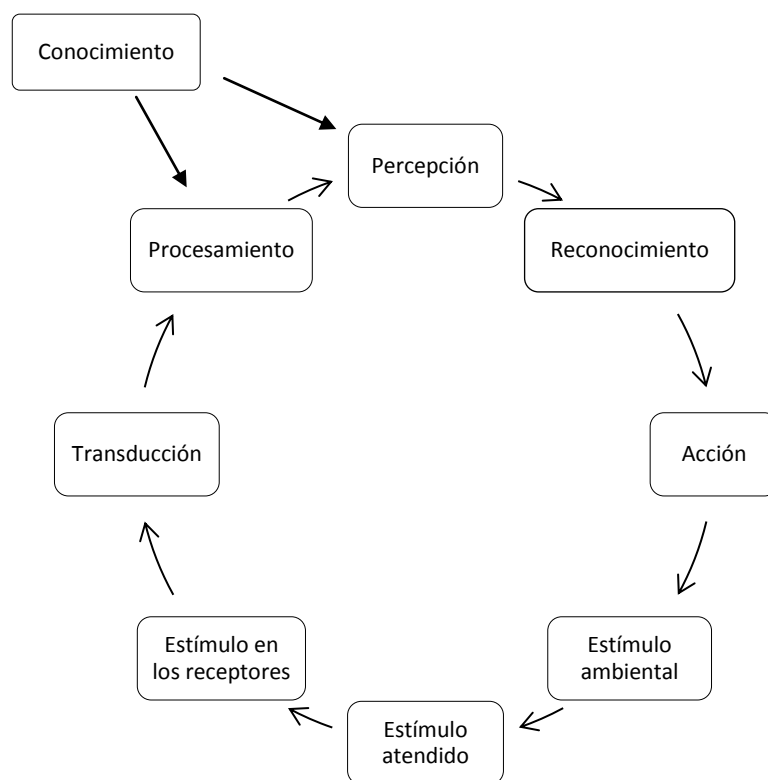 Conocimiento
Percepción
Procesamiento
Reconocimiento
Transducción
Acción
Estímulo en
los receptores
Estímulo
ambiental
Estímulo
atendido